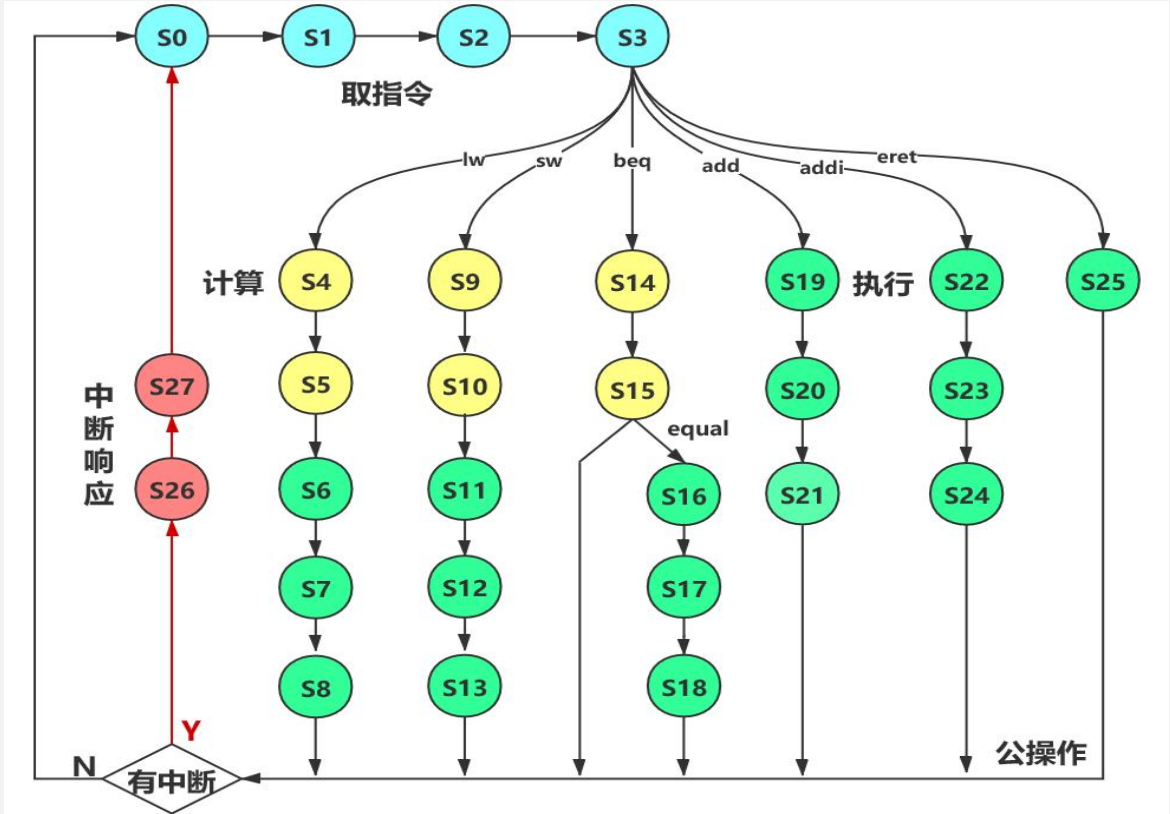 S0 S1 S2 S3
取指令
lw sw beq add addi eret
计算 S4 S9 S14 S19 执行 S22 S25
S27 S5 S10 S15 S20 S23
equal
中断响应
S26 S6 S11 S16 S21 S24
S7 S12 S17
S8 S13 S18
Y
N 有中断 公操作